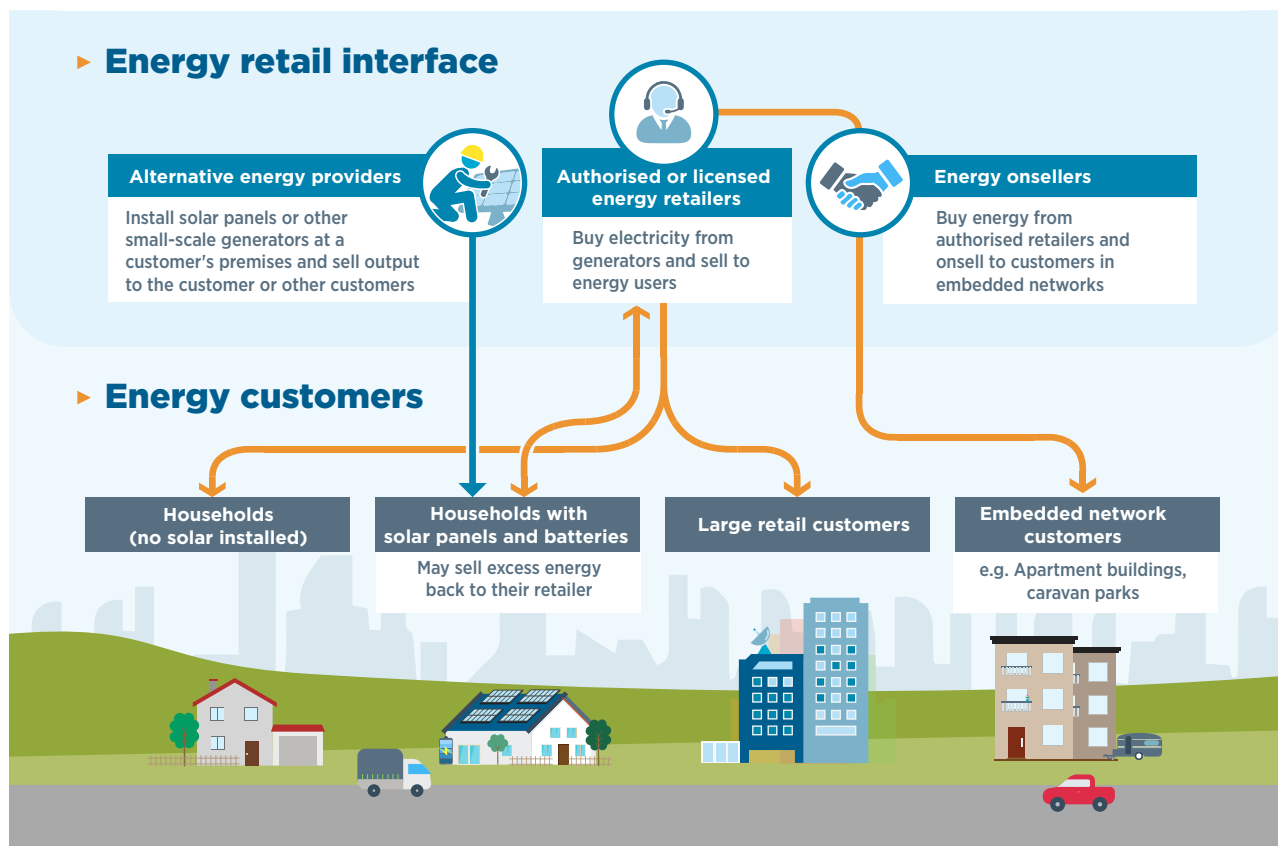 Energy retail interface
Alternative energy providers
Install solar panels or other
small-scale generators at a
customer's premises and sell output
to the customer or other customers
Authorised or licensed
energy retailers
Buy electricity from
generators and sell to
energy users
Energy onsellers
Buy energy from
authorised retailers and
onsell to customers in
embedded networks
Energy customers
Households
(no solar installed)
Households with
solar panels and batteries
May sell excess energy
back to their retailer
Large retail customers
Embedded network
customers
e.g. Apartment buildings,
caravan parks